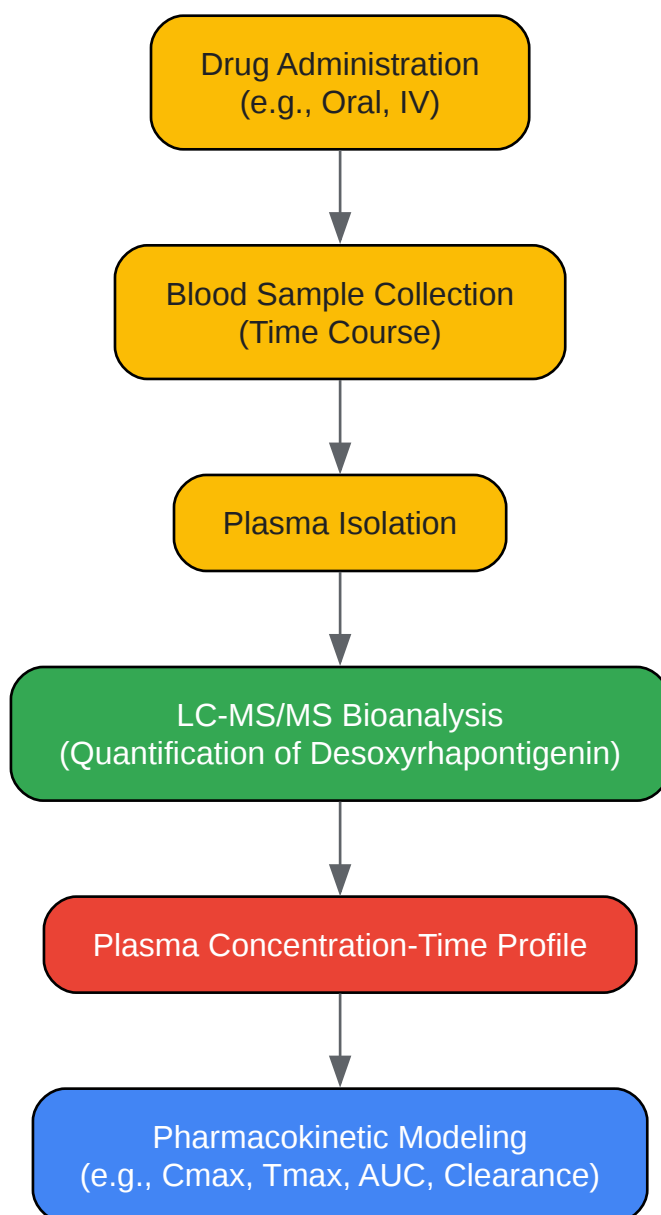 Drug Administration
(e.g., Oral, IV)
Blood Sample Collection
(Time Course)
Plasma Isolation
LC-MS/MS Bioanalysis
(Quantification of Desoxyrhapontigenin)
Plasma Concentration-Time Profile
Pharmacokinetic Modeling
(e.g., Cmax, Tmax, AUC, Clearance)